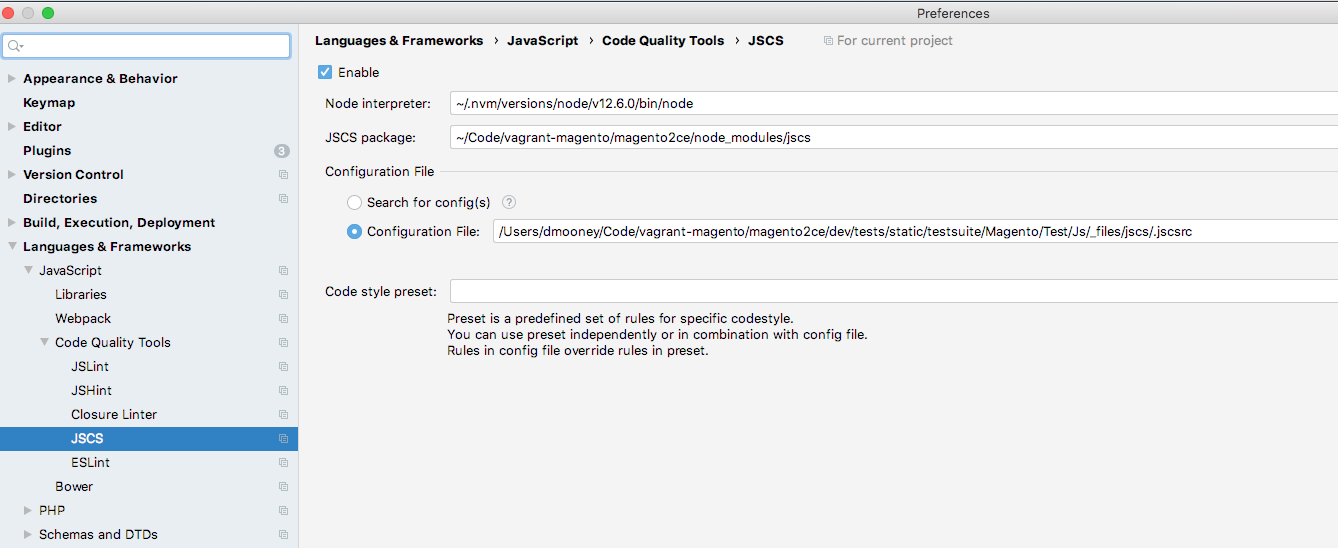 Preferences
Appearance & Behavior
Keymap
Editor
Plugins 3
Version Control
Directories
Build, Execution, Deployment
Languages & Frameworks
JavaScript
Libraries
Webpack
Code Quality Tools
JSLint
JSHint
Closure Linter
JSCS
ESLint
Bower
PHP
Schemas and DTDs
Languages & Frameworks › JavaScript › Code Quality Tools › JSCS For current project
Enable
Node interpreter: ~/.nvm/versions/node/v12.6.0/bin/node
JSCS package: ~/Code/vagrant-magento/magento2ce/node_modules/jscs
Configuration File
Search for config(s) ?
Configuration File: /Users/dmooney/Code/vagrant-magento/magento2ce/dev/tests/static/testsuite/Magento/Test/Js/_files/jscs/.jscsrc
Code style preset:
Preset is a predefined set of rules for specific codestyle.
You can use preset independently or in combination with config file.
Rules in config file override rules in preset.